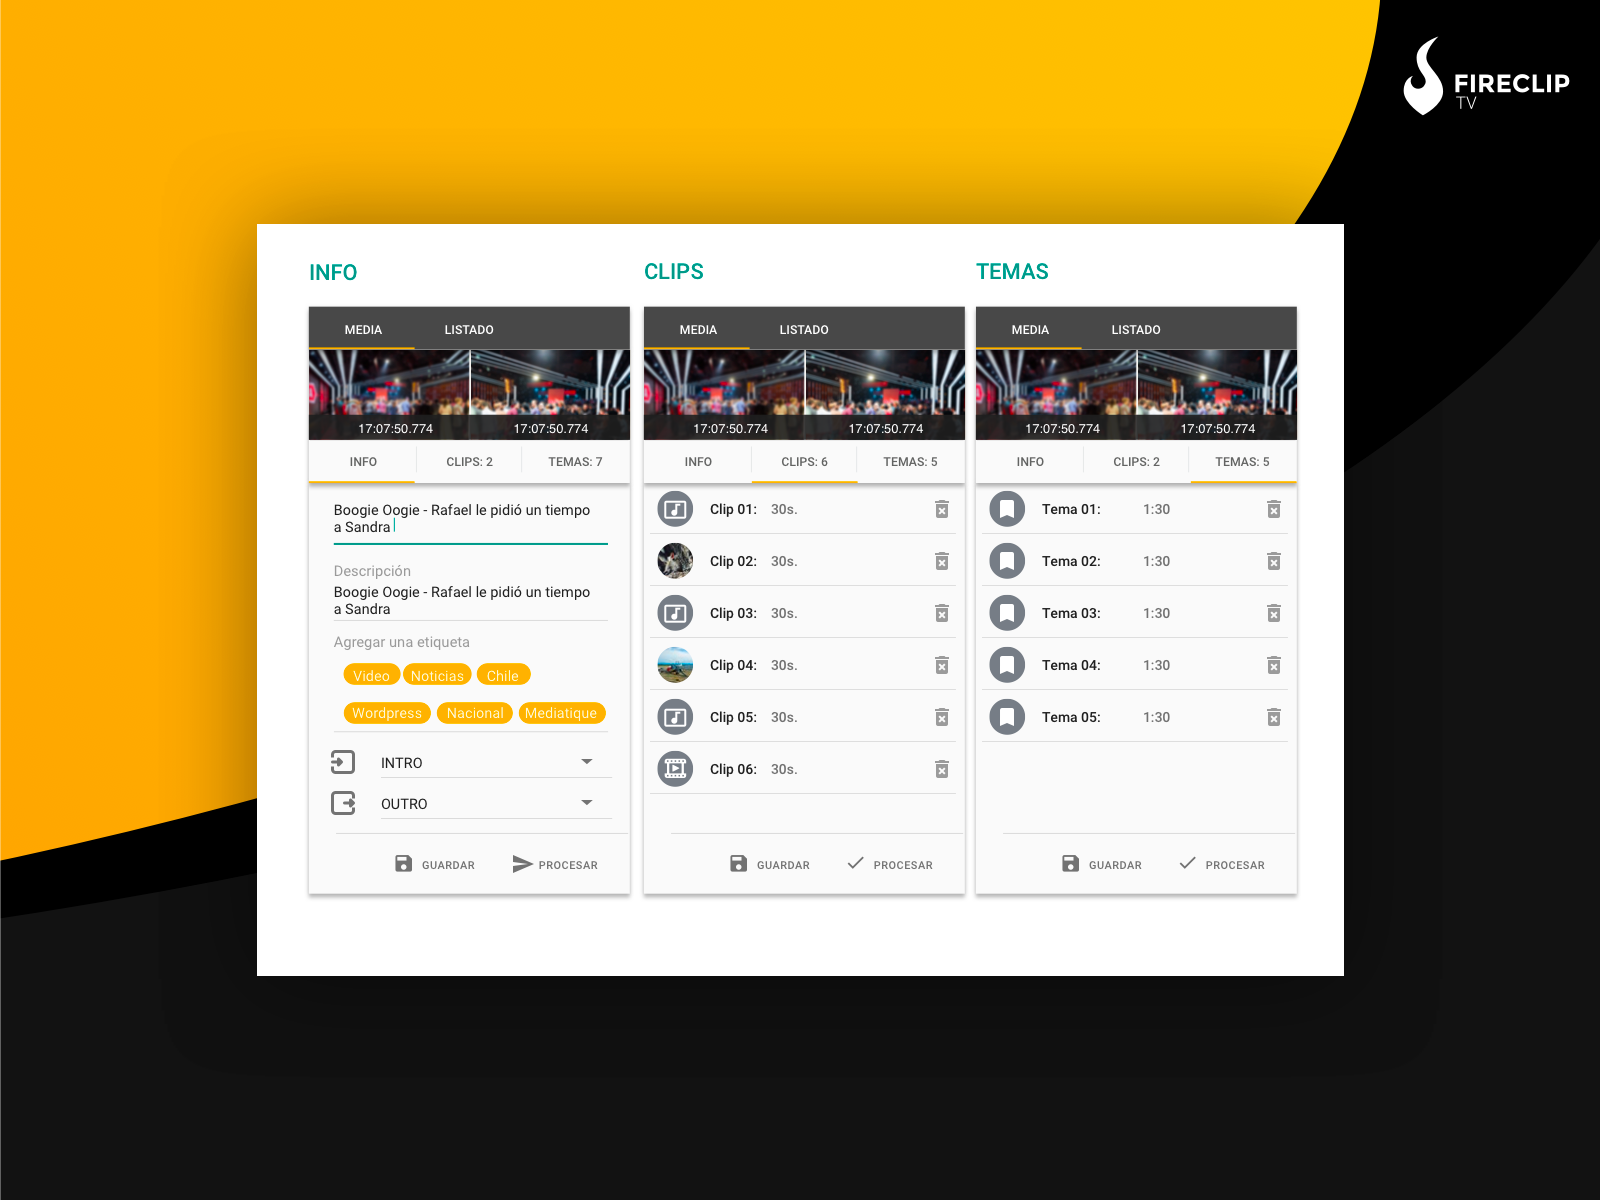 FIRECLIP
TV
INFO
MEDIA LISTADO
17:07:50.774 17:07:50.774
INFO CLIPS: 2 TEMAS: 7
Boogie Oogie - Rafael le pidió un tiempo
a Sandra
Descripción
Boogie Oogie - Rafael le pidió un tiempo
a Sandra
Agregar una etiqueta
Video Noticias Chile
Wordpress Nacional Mediatique
INTRO
OUTRO
GUARDAR PROCESAR
CLIPS
MEDIA LISTADO
17:07:50.774 17:07:50.774
INFO CLIPS: 6 TEMAS: 5
Clip 01: 30s.
Clip 02: 30s.
Clip 03: 30s.
Clip 04: 30s.
Clip 05: 30s.
Clip 06: 30s.
GUARDAR PROCESAR
TEMAS
MEDIA LISTADO
17:07:50.774 17:07:50.774
INFO CLIPS: 2 TEMAS: 5
Tema 01: 1:30
Tema 02: 1:30
Tema 03: 1:30
Tema 04: 1:30
Tema 05: 1:30
GUARDAR PROCESAR